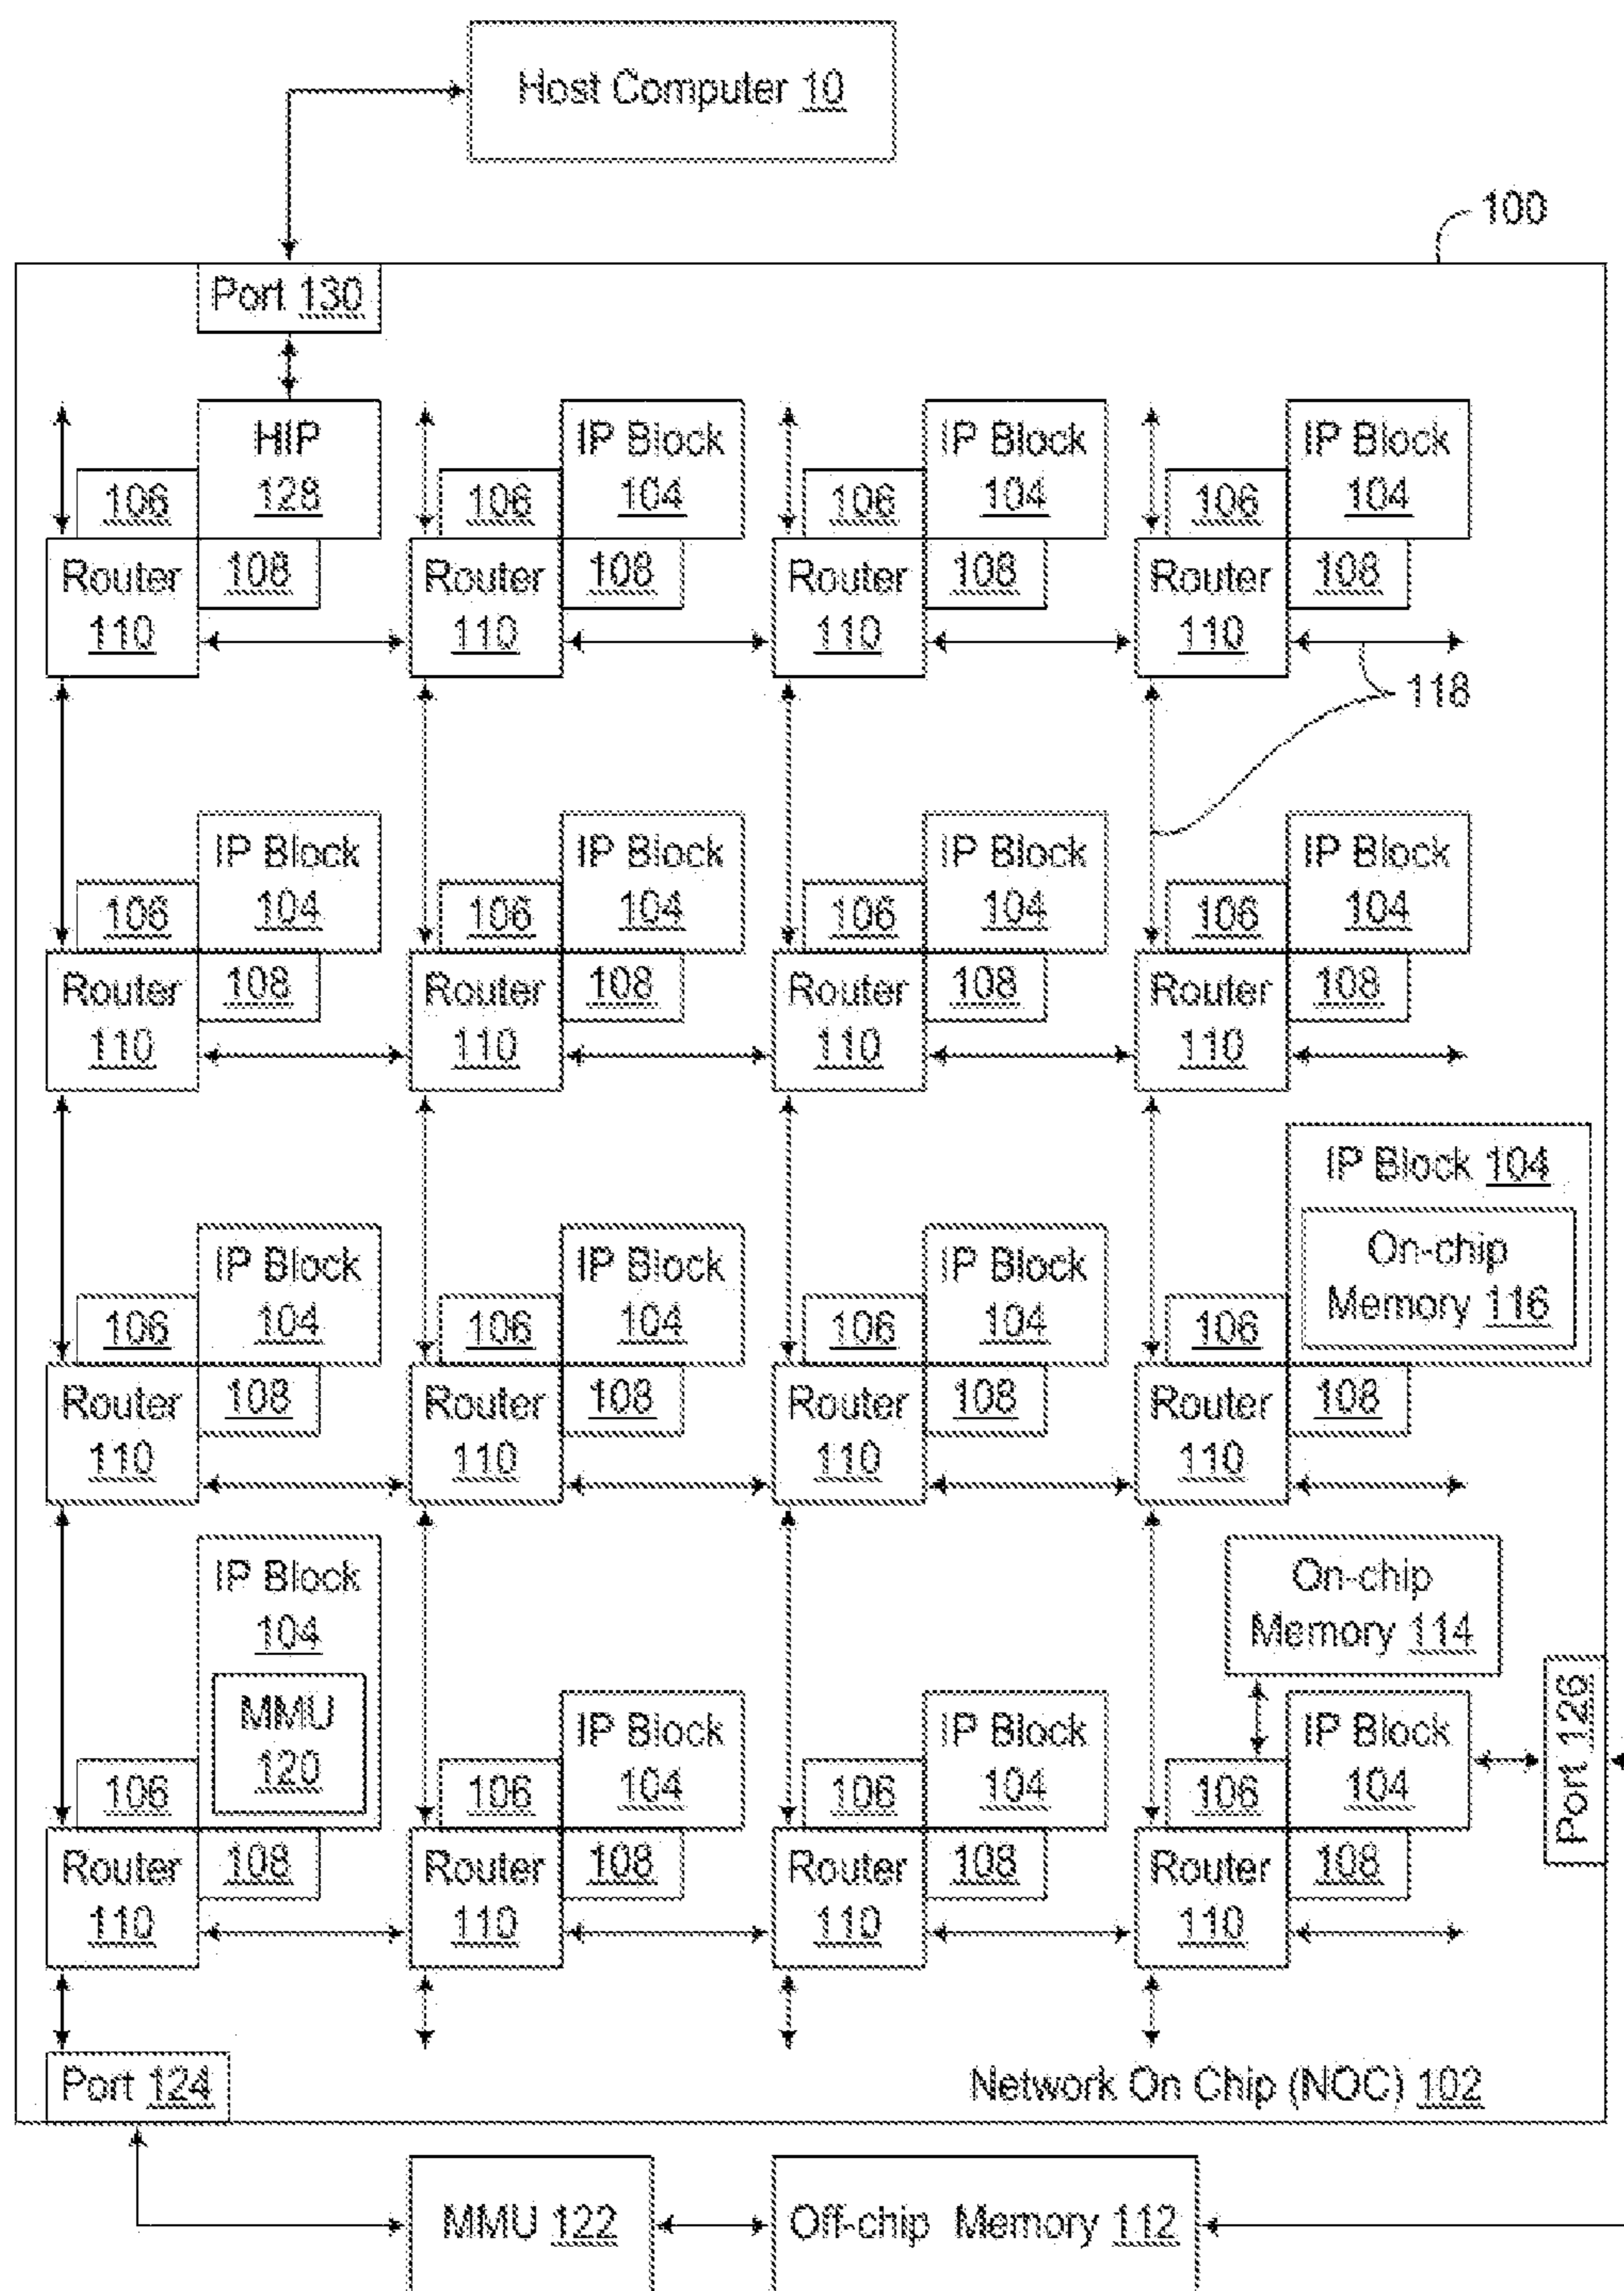 Host Computer 10
100
Port 130
HIP IP Block IP Block IP Block
106 128 106 104 106 104 106 104
Router 108 Router 108 Router 108 Router 108
110 110 110 110
118
IP Block IP Block IP Block IP Block
106 104 106 104 106 104 106 104
Router 108 Router 108 Router 108 Router 108
110 110 110 110
IP Block 104
IP Block IP Block IP Block On-chip
106 104 106 104 106 104 106 Memory 116
Router 108 Router 108 Router 108 Router 108
110 110 110 110
IP Block On-chip
104 Memory 114
MMU IP Block IP Block IP Block Port 126
106 120 106 104 106 104 106 104
Router 108 Router 108 Router 108 Router 108
110 110 110 110
Port 124 Network On Chip (NOC) 102
MMU 122 Off-chip Memory 112